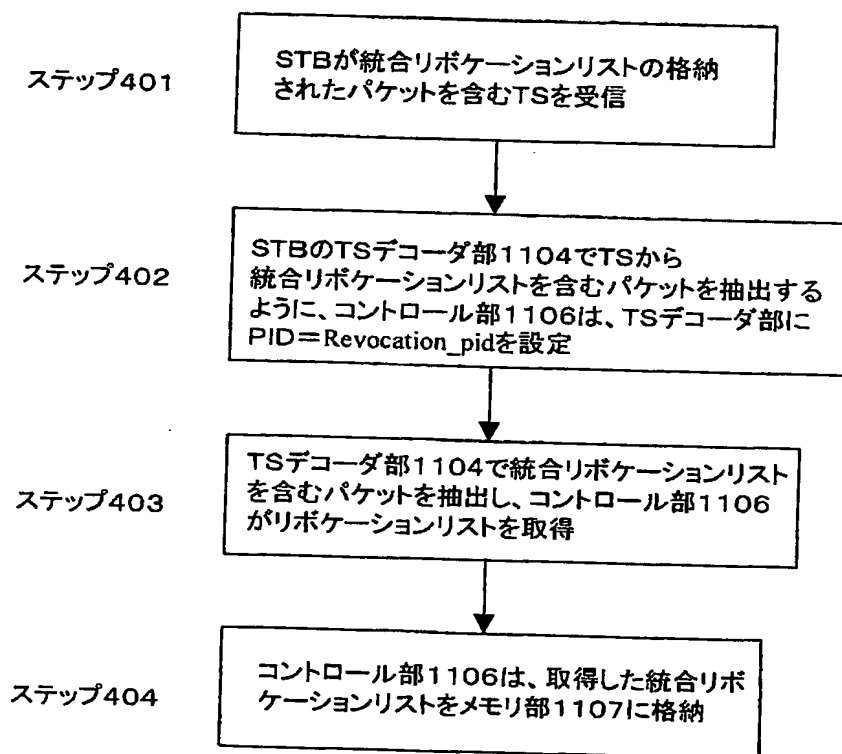 ステップ401
STBが統合リボケーションリストの格納
されたパケットを含むTSを受信
ステップ402
STBのTSデコーダ部1104でTSから
統合リボケーションリストを含むパケットを抽出する
ように、コントロール部1106は、TSデコーダ部に
PID＝Revocation_pidを設定
ステップ403
TSデコーダ部1104で統合リボケーションリスト
を含むパケットを抽出し、コントロール部1106
がリボケーションリストを取得
ステップ404
コントロール部1106は、取得した統合リボ
ケーションリストをメモリ部1107に格納